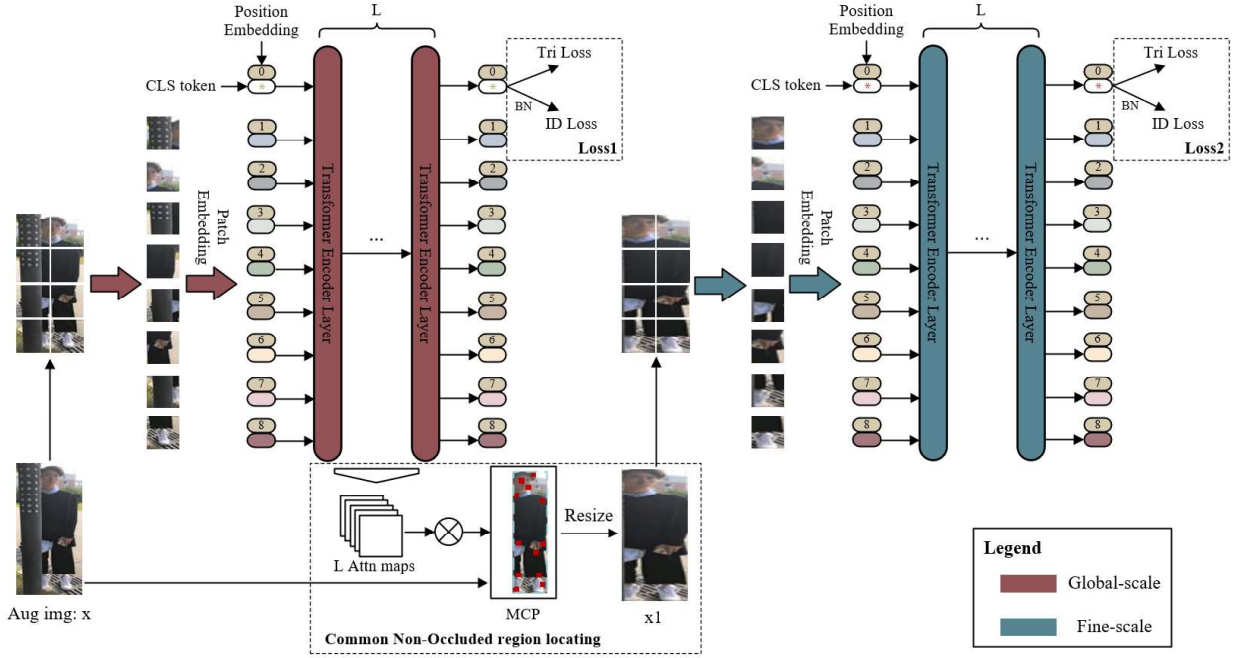 Position
Embedding
L
0
*
CLS token
1
2
3
4
5
6
7
8
Patch
Embedding
Transformer Encoder Layer
...
Transformer Encoder Layer
0
*
1
2
3
4
5
6
7
8
Tri Loss
BN
ID Loss
Loss1
Aug img: x
L Attn maps
MCP
Resize
x1
Common Non-Occluded region locating
Position
Embedding
L
0
*
CLS token
1
2
3
4
5
6
7
8
Patch
Embedding
Transformer Encoder Layer
...
Transformer Encoder Layer
0
*
1
2
3
4
5
6
7
8
Tri Loss
BN
ID Loss
Loss2
Legend
Global-scale
Fine-scale